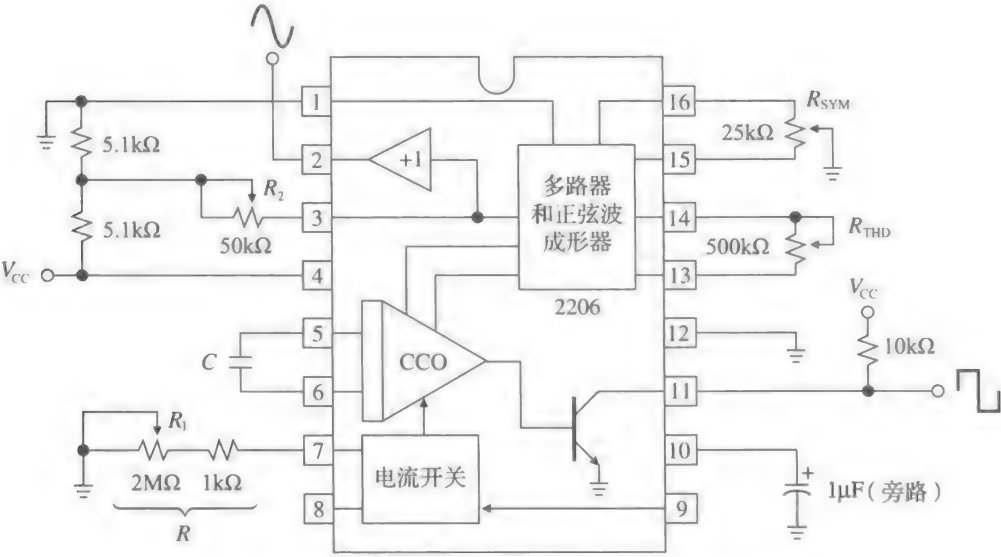 1
2
3
4
5
6
7
8
16
15
14
13
12
11
10
9
5.1kΩ
5.1kΩ
R₂
50kΩ
V_CC
C
R₁
2MΩ
1kΩ
R
+1
多路器
和正弦波
成形器
2206
CCO
电流开关
R_SYM
25kΩ
R_THD
500kΩ
V_CC
10kΩ
+
1μF(旁路)